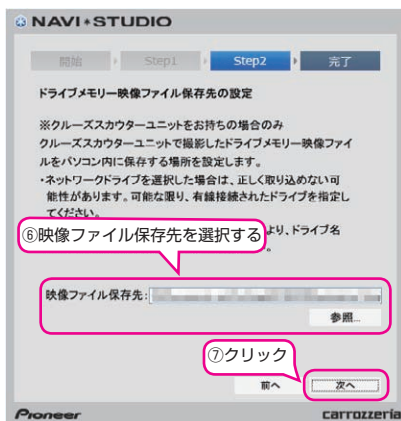 NAVI*STUDIO
開始 Step1 Step2 完了
ドライブメモリー映像ファイル保存先の設定
※クルーズスカウターユニットをお持ちの場合のみ
クルーズスカウターユニットで撮影したドライブメモリー映像ファイ
ルをパソコン内に保存する場所を設定します。
・ネットワークドライブを選択した場合は、正しく取り込めない可
能性があります。可能な限り、有線接続されたドライブを指定し
てください。
より、ドライブ名
⑥映像ファイル保存先を選択する
。
映像ファイル保存先:
参照...
⑦クリック
前へ 次へ
Pioneer carrozzeria